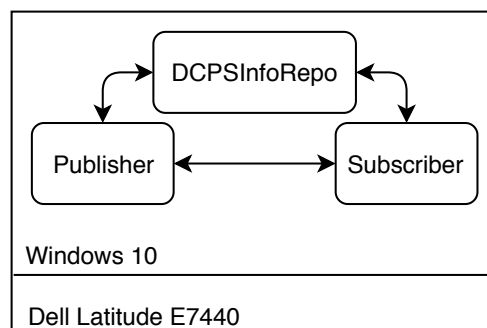 DCPSInfoRepo
Publisher
Subscriber
Windows 10
Dell Latitude E7440